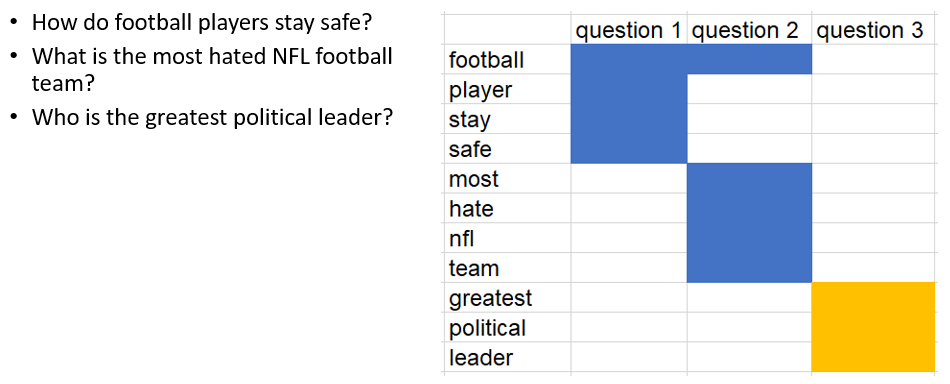 • How do football players stay safe?
• What is the most hated NFL football
team?
• Who is the greatest political leader?
question 1 question 2 question 3
football
player
stay
safe
most
hate
nfl
team
greatest
political
leader